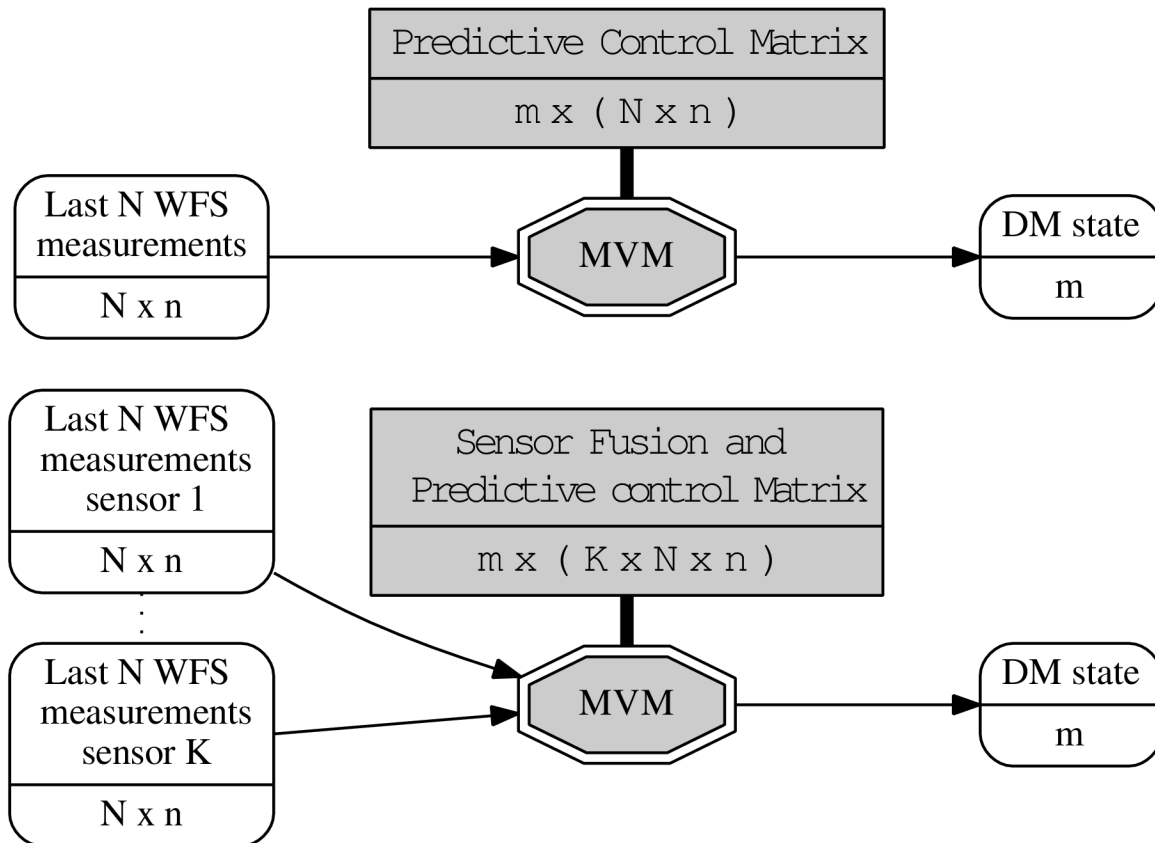 Predictive Control Matrix
m x ( N x n )
Last N WFS
measurements
N x n
MVM
DM state
m
Last N WFS
measurements
sensor 1
N x n
Sensor Fusion and
Predictive control Matrix
m x ( K x N x n )
Last N WFS
measurements
sensor K
N x n
MVM
DM state
m